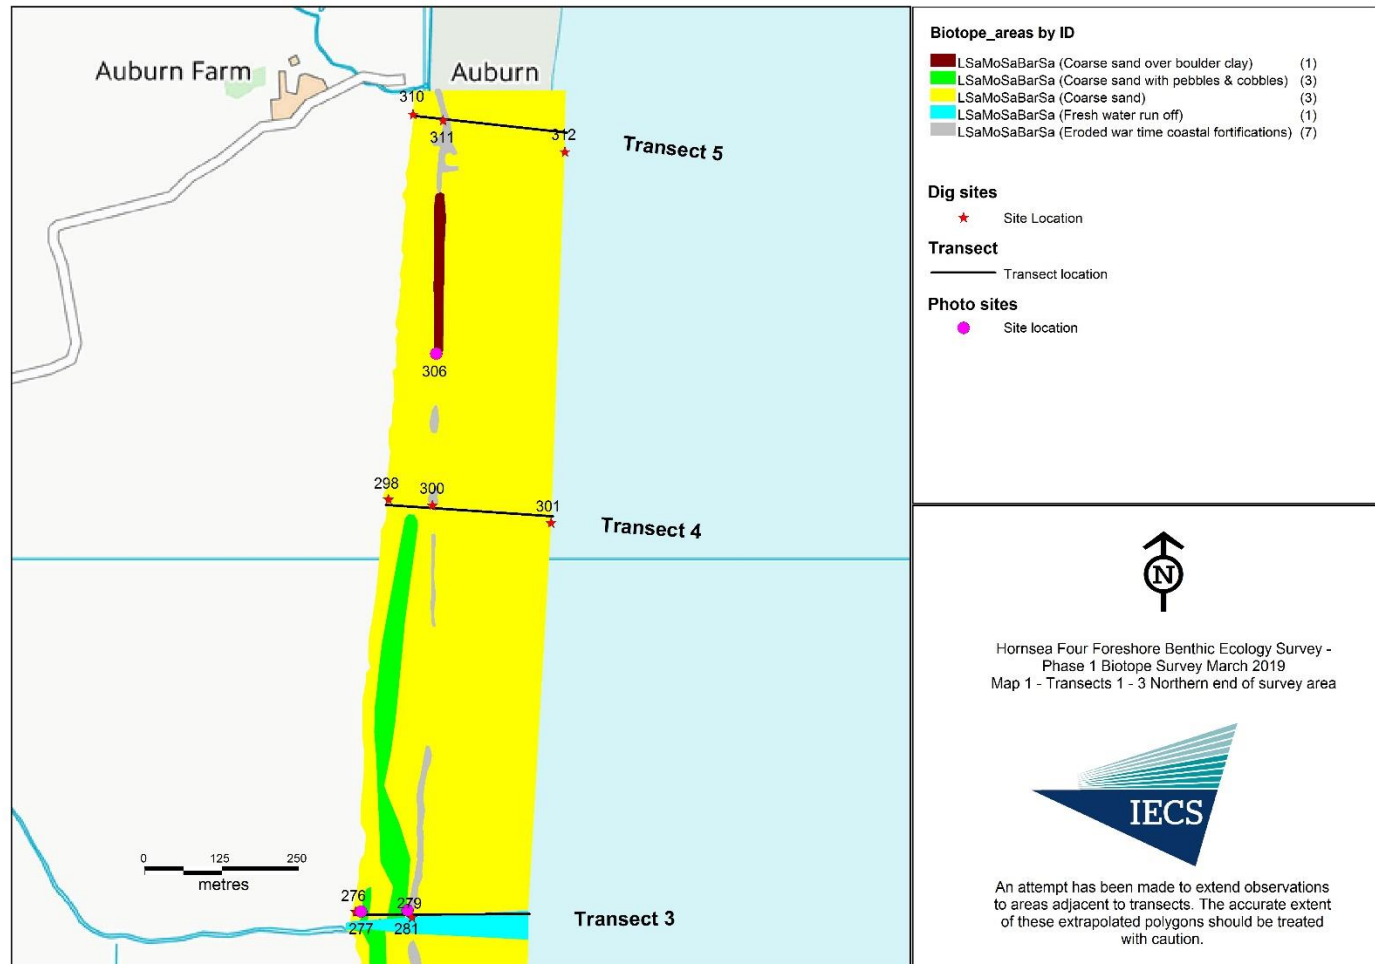 Auburn Farm
Auburn
310
311
312
Transect 5
306
298
300
301
Transect 4
0
125
250
metres
276
279
277
281
Transect 3
Biotope_areas by ID
LSaMoSaBarSa (Coarse sand over boulder clay) (1)
LSaMoSaBarSa (Coarse sand with pebbles & cobbles) (3)
LSaMoSaBarSa (Coarse sand) (3)
LSaMoSaBarSa (Fresh water run off) (1)
LSaMoSaBarSa (Eroded war time coastal fortifications) (7)
Dig sites
Site Location
Transect
Transect location
Photo sites
Site location
N
Hornsea Four Foreshore Benthic Ecology Survey -
Phase 1 Biotope Survey March 2019
Map 1 - Transects 1 - 3 Northern end of survey area
IECS
An attempt has been made to extend observations
to areas adjacent to transects. The accurate extent
of these extrapolated polygons should be treated
with caution.